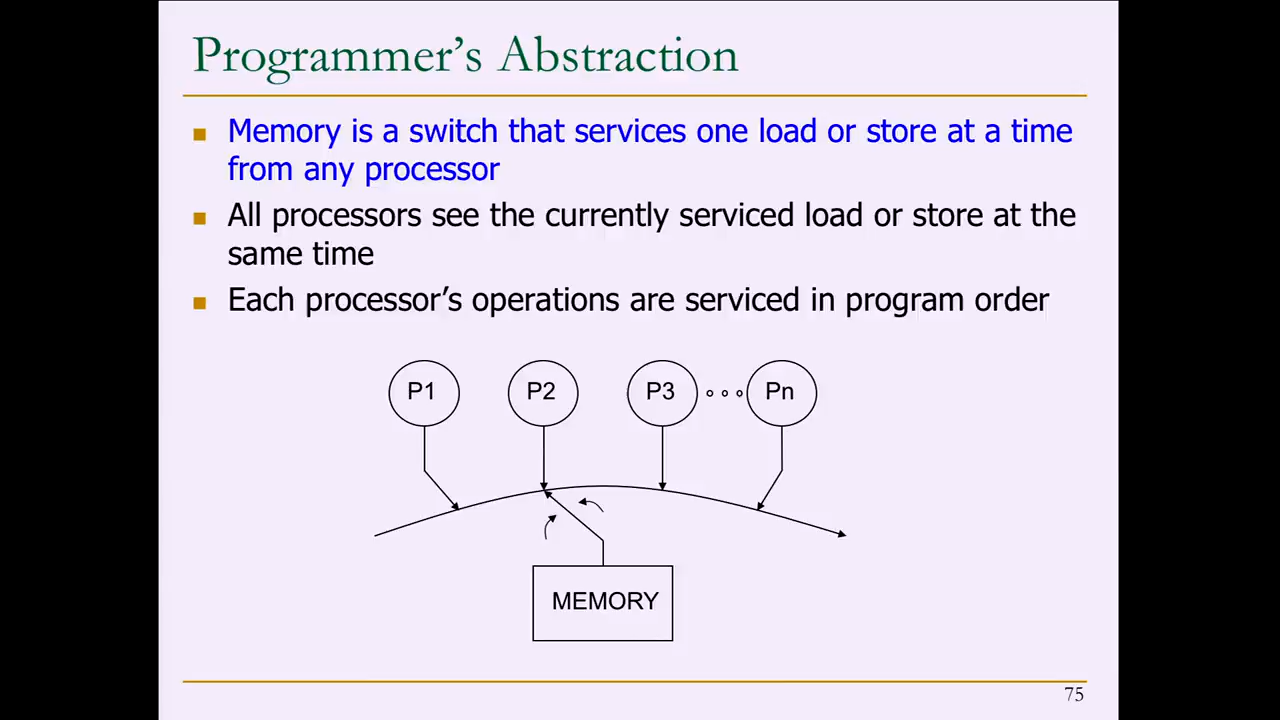 Programmer’s Abstraction
Memory is a switch that services one load or store at a time
from any processor
All processors see the currently serviced load or store at the
same time
Each processor’s operations are serviced in program order
P1 P2 P3 Pn
MEMORY
75